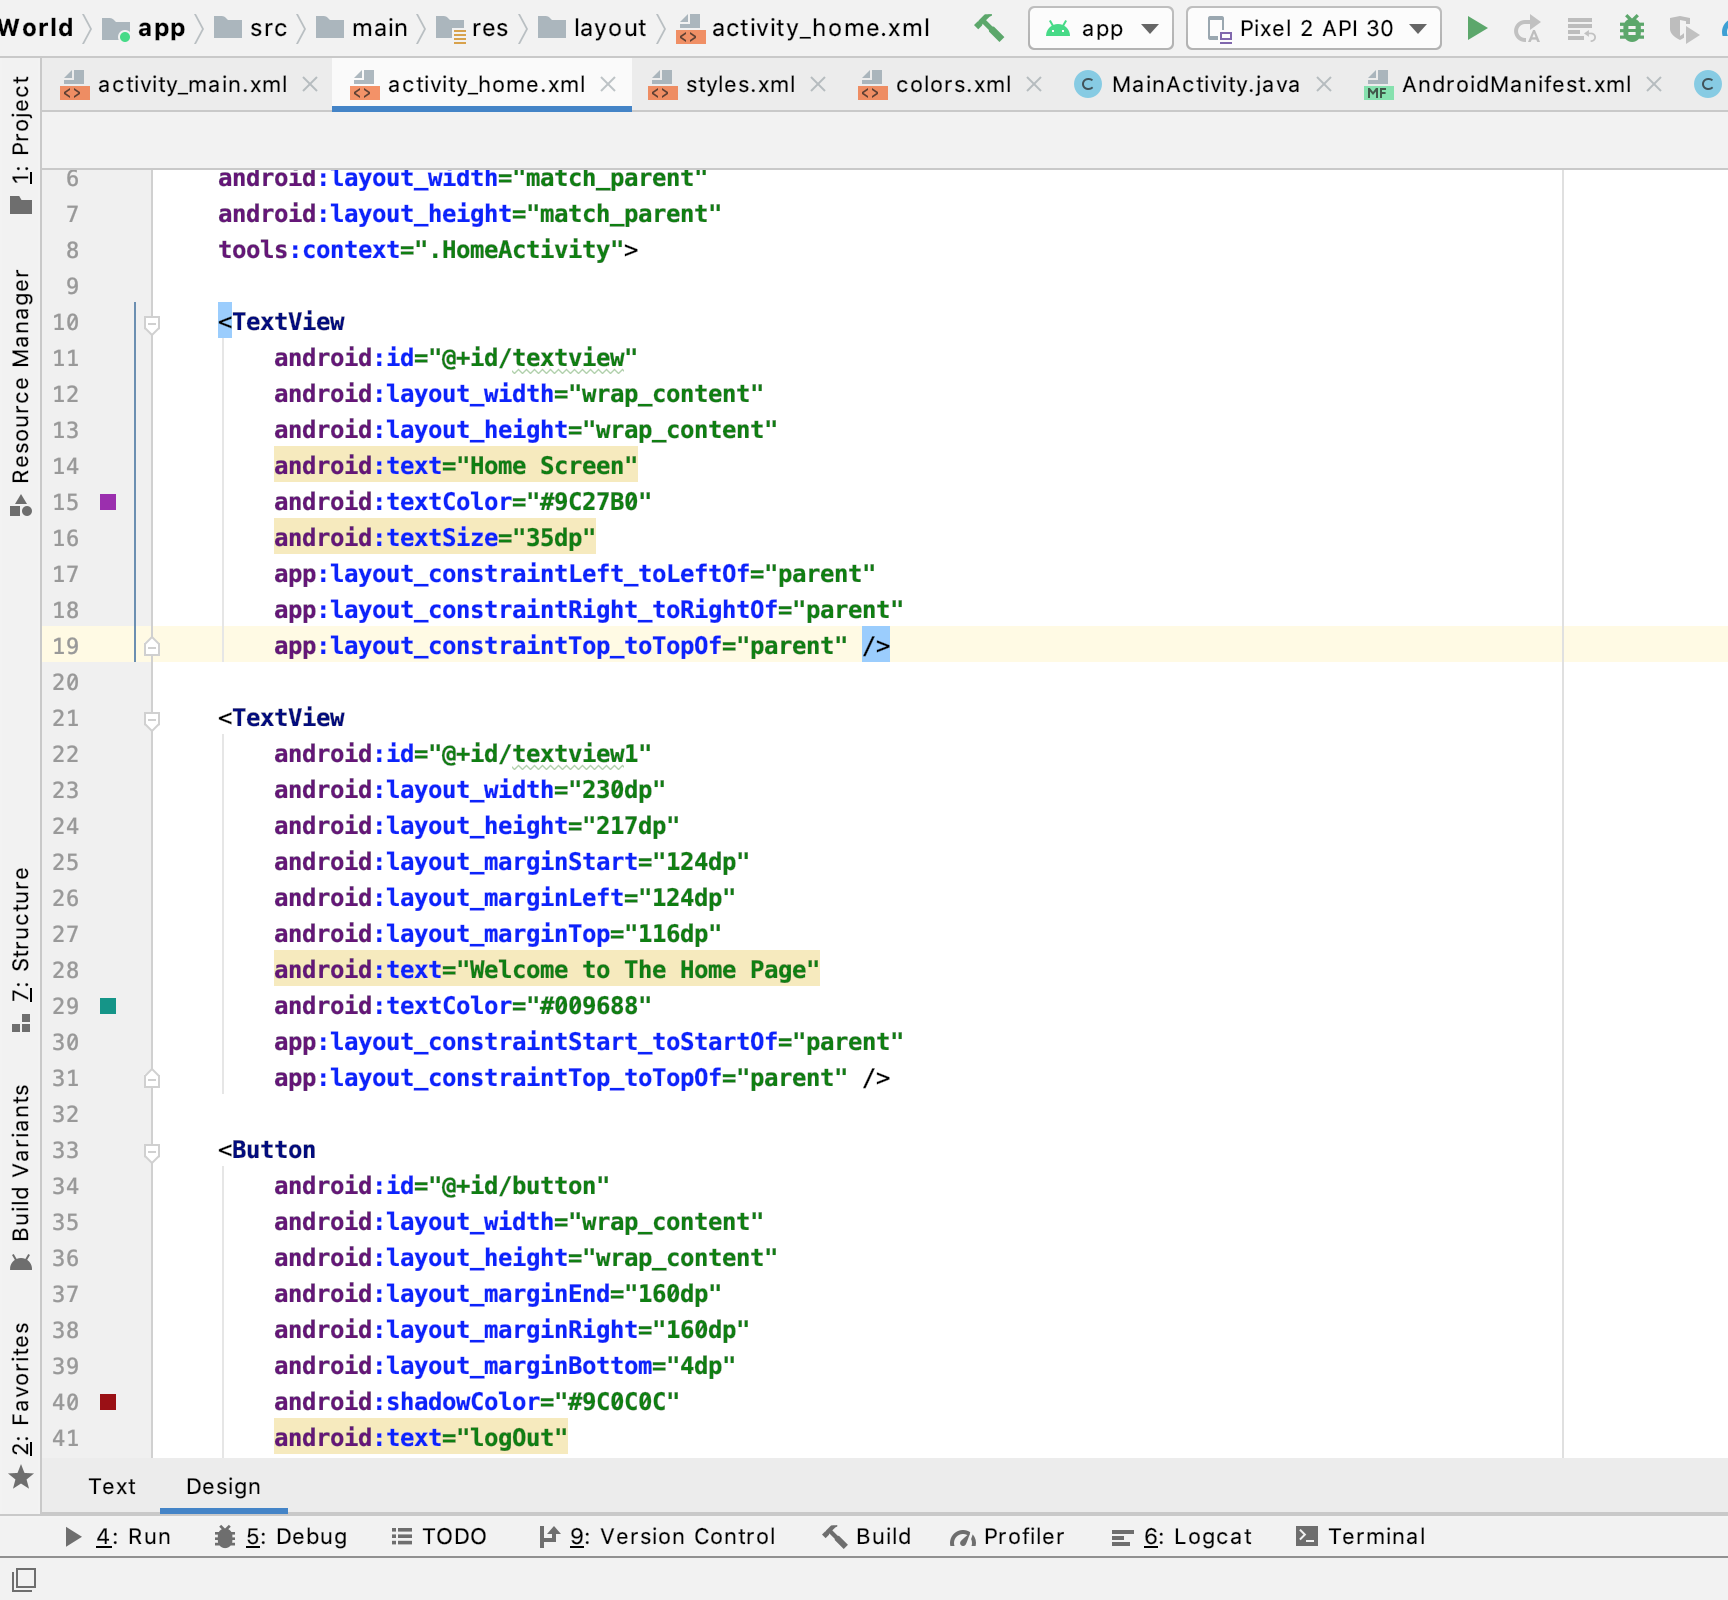 World app src main res layout activity_home.xml app Pixel 2 API 30
activity_main.xml activity_home.xml styles.xml colors.xml MainActivity.java AndroidManifest.xml
1: Project
Resource Manager
7: Structure
Build Variants
2: Favorites
6 android:layout_width="match_parent"
7 android:layout_height="match_parent"
8 tools:context=".HomeActivity">
9
10 <TextView
11 android:id="@+id/textview"
12 android:layout_width="wrap_content"
13 android:layout_height="wrap_content"
14 android:text="Home Screen"
15 android:textColor="#9C27B0"
16 android:textSize="35dp"
17 app:layout_constraintLeft_toLeftOf="parent"
18 app:layout_constraintRight_toRightOf="parent"
19 app:layout_constraintTop_toTopOf="parent" />
20
21 <TextView
22 android:id="@+id/textview1"
23 android:layout_width="230dp"
24 android:layout_height="217dp"
25 android:layout_marginStart="124dp"
26 android:layout_marginLeft="124dp"
27 android:layout_marginTop="116dp"
28 android:text="Welcome to The Home Page"
29 android:textColor="#009688"
30 app:layout_constraintStart_toStartOf="parent"
31 app:layout_constraintTop_toTopOf="parent" />
32
33 <Button
34 android:id="@+id/button"
35 android:layout_width="wrap_content"
36 android:layout_height="wrap_content"
37 android:layout_marginEnd="160dp"
38 android:layout_marginRight="160dp"
39 android:layout_marginBottom="4dp"
40 android:shadowColor="#9C0C0C"
41 android:text="logOut"
Text Design
4: Run 5: Debug TODO 9: Version Control Build Profiler 6: Logcat Terminal